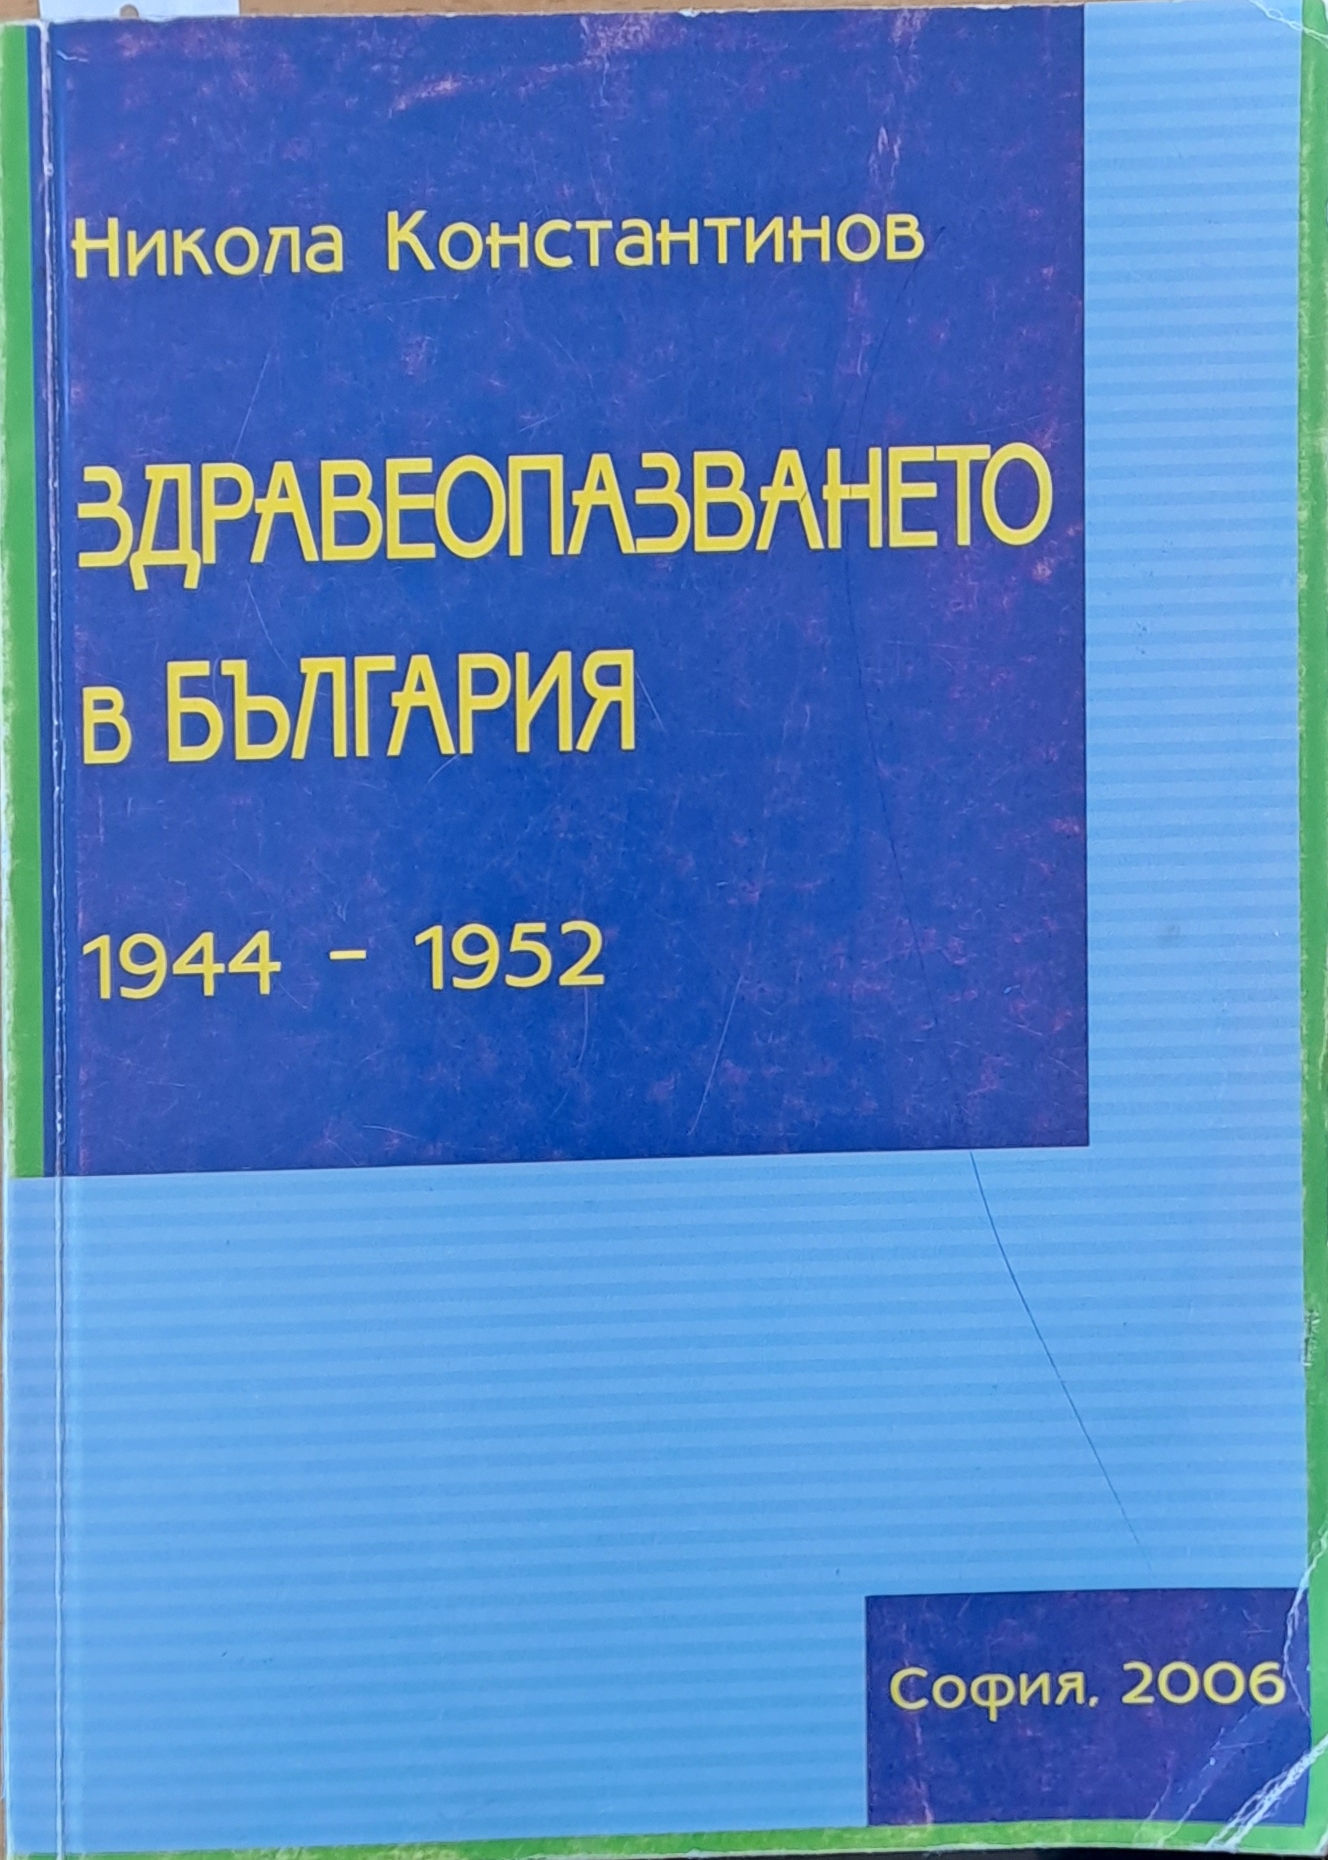 Никола Константинов
ЗДРАВЕОПАЗВАНЕТО
в БЪЛГАРИЯ
1944 - 1952
София, 2006